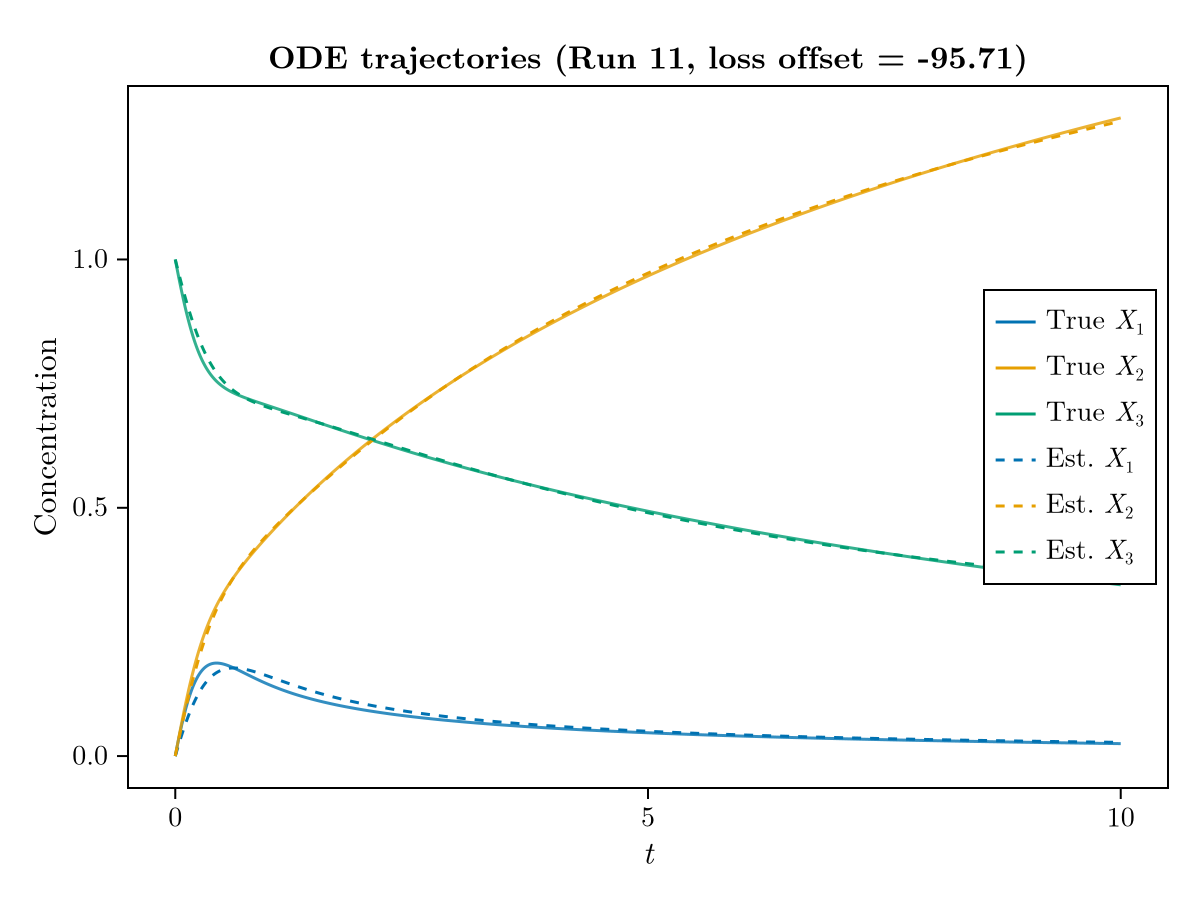 ODE trajectories (Run 11, loss offset = -95.71)
Concentration
1.0
0.5
0.0
0
5
10
t
True X₁
True X₂
True X₃
Est. X₁
Est. X₂
Est. X₃